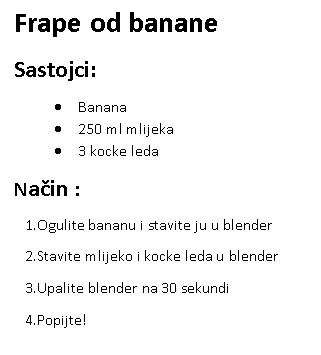 Frape od banane
Sastojci:
• Banana
• 250 ml mlijeka
• 3 kocke leda
Način :
1.Ogulite bananu i stavite ju u blender
2.Stavite mlijeko i kocke leda u blender
3.Upalite blender na 30 sekundi
4.Popijte!